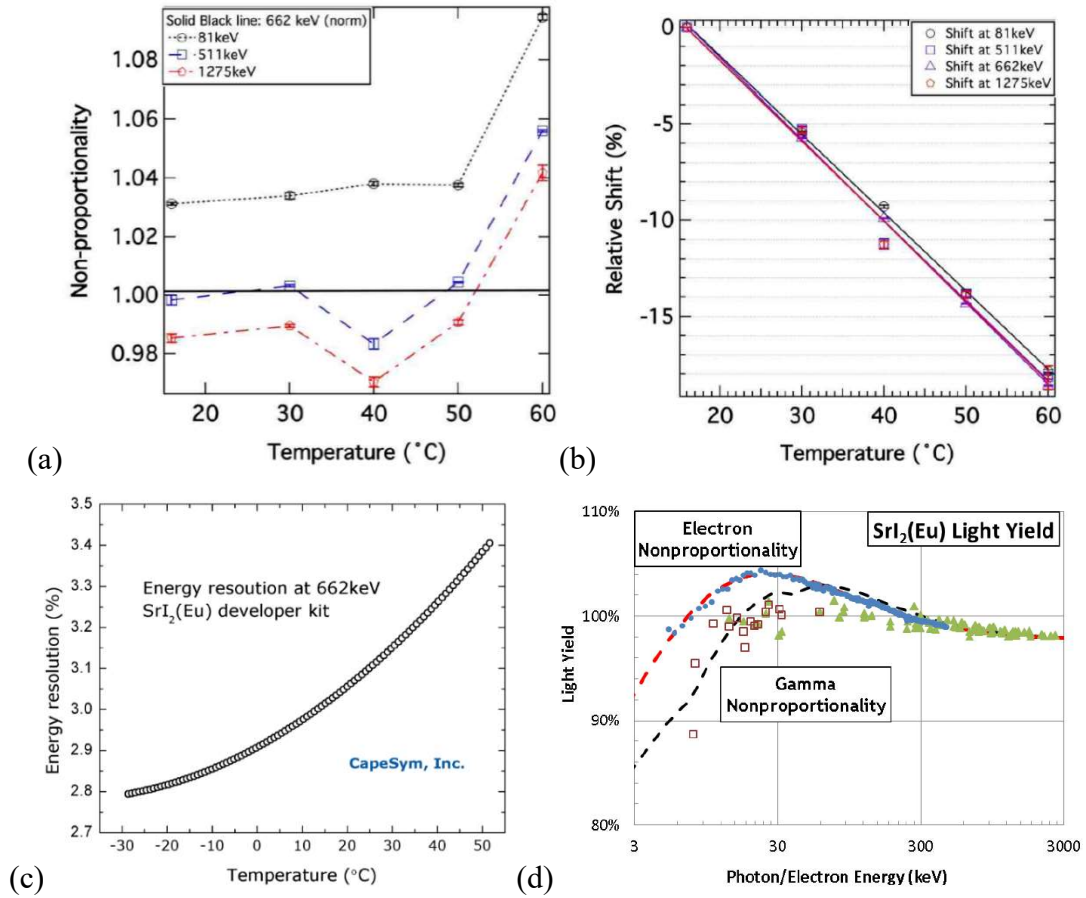 Solid Black line: 662 keV (norm)
81keV
511keV
1275keV
1.08
1.06
1.04
1.02
1.00
0.98
Non-proportionality
20 30 40 50 60
Temperature (˚C)
(a)
Shift at 81keV
Shift at 511keV
Shift at 662keV
Shift at 1275keV
0
-5
-10
-15
Relative Shift (%)
20 30 40 50 60
Temperature (˚C)
(b)
3.5
3.4
3.3
3.2
3.1
3.0
2.9
2.8
2.7
Energy resolution (%)
Energy resoution at 662keV
SrI₂(Eu) developer kit
CapeSym, Inc.
-30 -20 -10 0 10 20 30 40 50
Temperature (°C)
(c)
110%
100%
90%
80%
Light Yield
Electron
Nonproportionality
SrI₂(Eu) Light Yield
Gamma
Nonproportionality
3 30 300 3000
Photon/Electron Energy (keV)
(d)